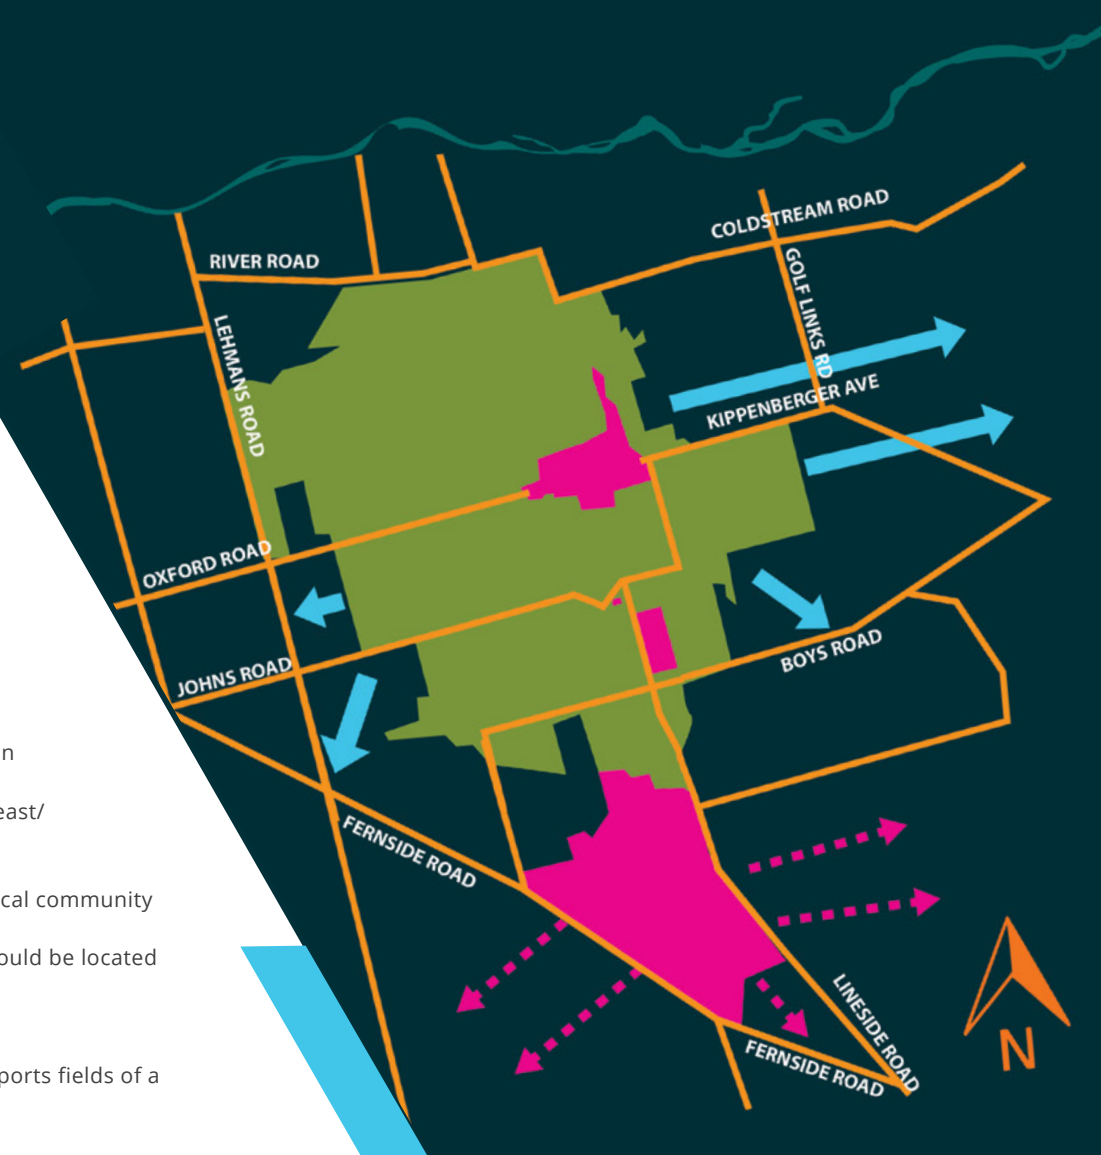 COLDSTREAM ROAD
RIVER ROAD
GOLF LINKS RD
LEHMANS ROAD
KIPPENBERGER AVE
OXFORD ROAD
JOHNS ROAD
BOYS ROAD
FERNSIDE ROAD
LINESIDE ROAD
FERNSIDE ROAD
N
n
east/
cal community
ould be located
ports fields of a